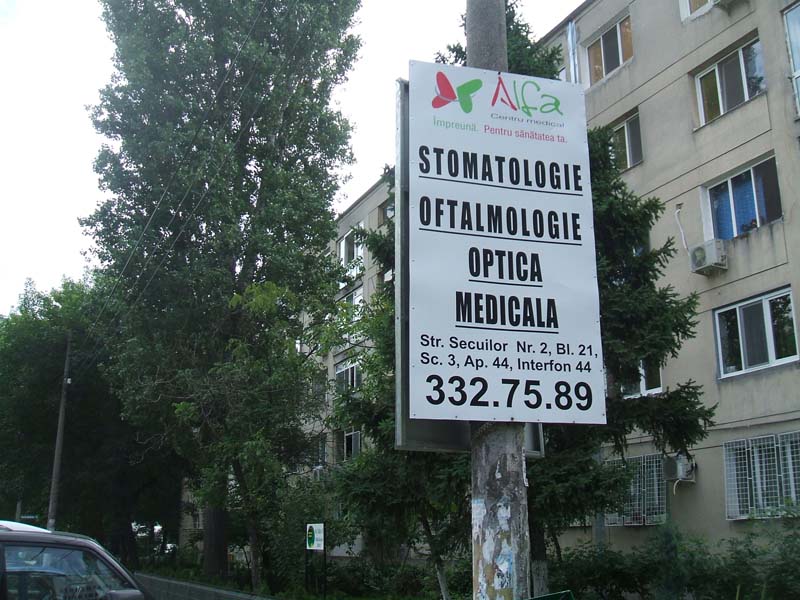 Alfa
Centru medical
Împreună. Pentru sănătatea ta.
STOMATOLOGIE
OFTALMOLOGIE
OPTICA
MEDICALA
Str. Secuilor Nr. 2, Bl. 21,
Sc. 3, Ap. 44, Interfon 44
332.75.89